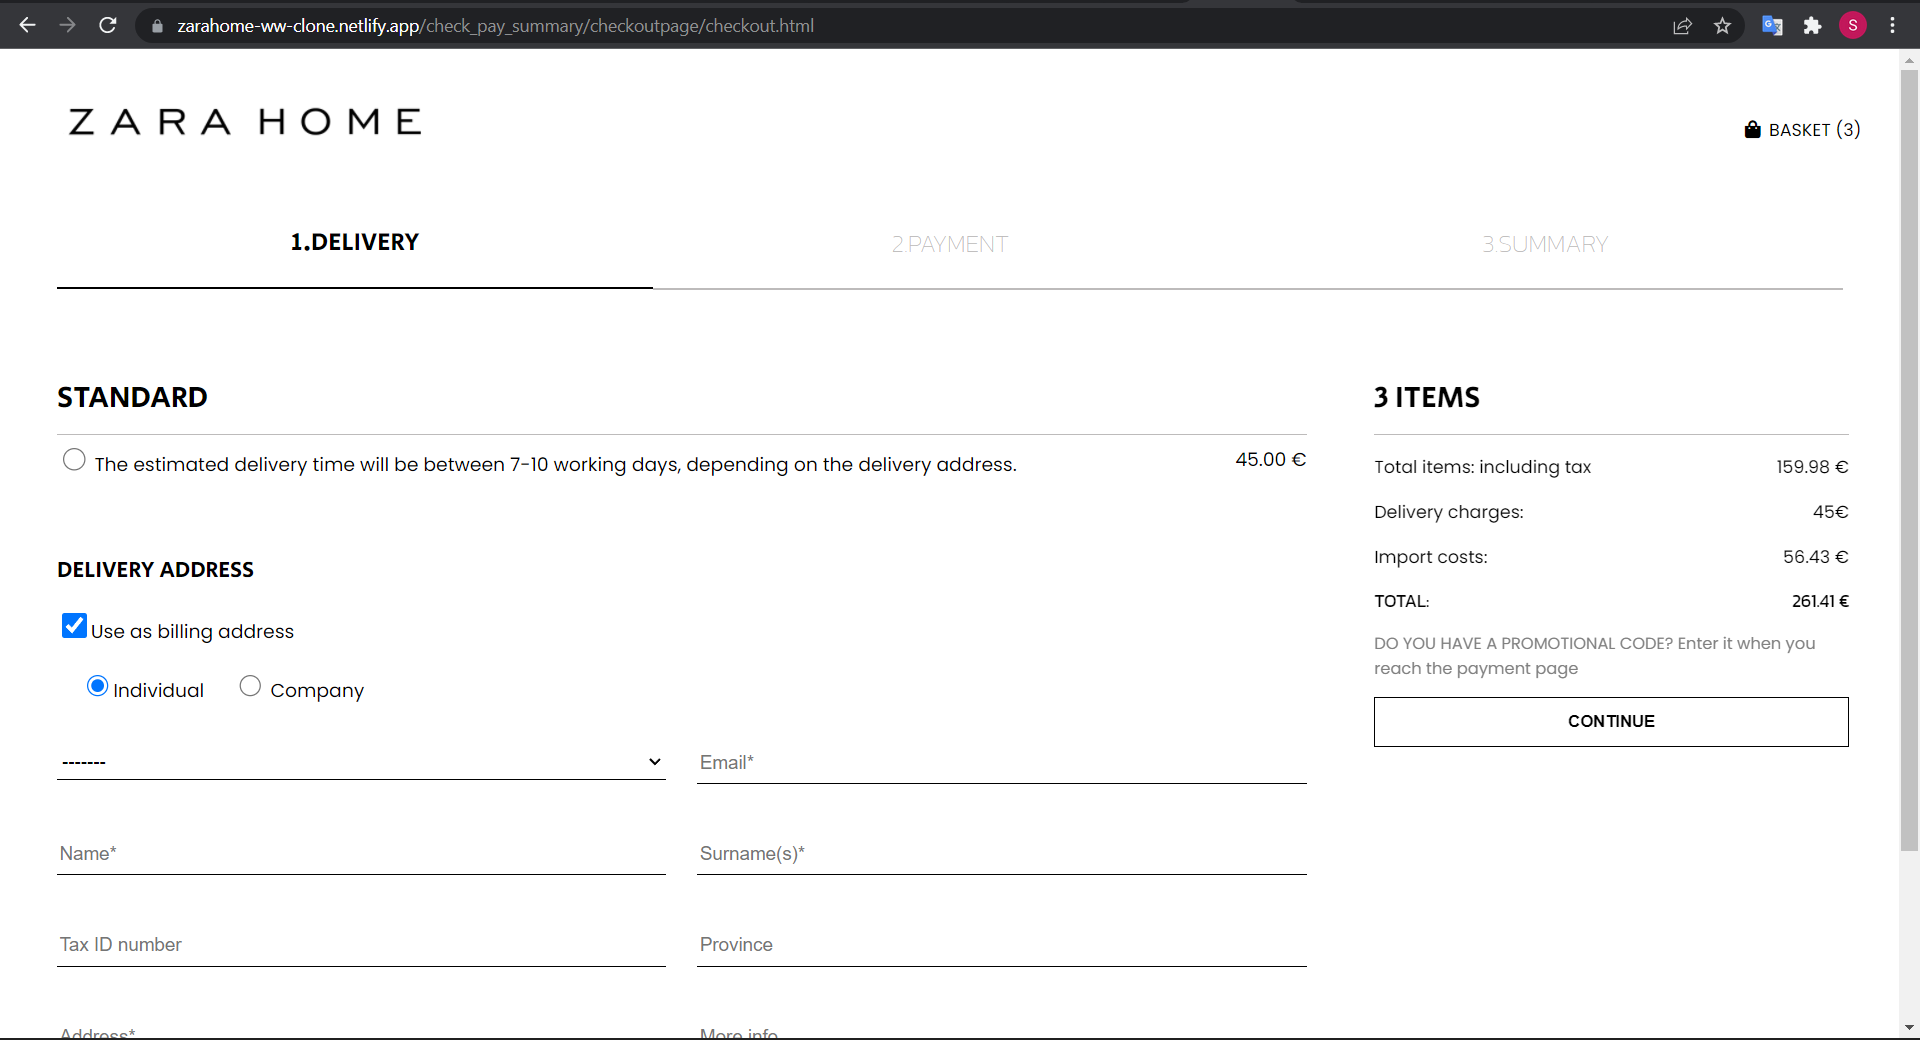 zarahome-ww-clone.netlify.app/check_pay_summary/checkoutpage/checkout.html
S
ZARA HOME
BASKET (3)
1.DELIVERY
2.PAYMENT
3.SUMMARY
STANDARD
The estimated delivery time will be between 7-10 working days, depending on the delivery address.
45.00 €
DELIVERY ADDRESS
Use as billing address
Individual
Company
-------
Email*
Name*
Surname(s)*
Tax ID number
Province
Address*
More info
3 ITEMS
Total items: including tax 159.98 €
Delivery charges: 45€
Import costs: 56.43 €
TOTAL: 261.41 €
DO YOU HAVE A PROMOTIONAL CODE? Enter it when you
reach the payment page
CONTINUE